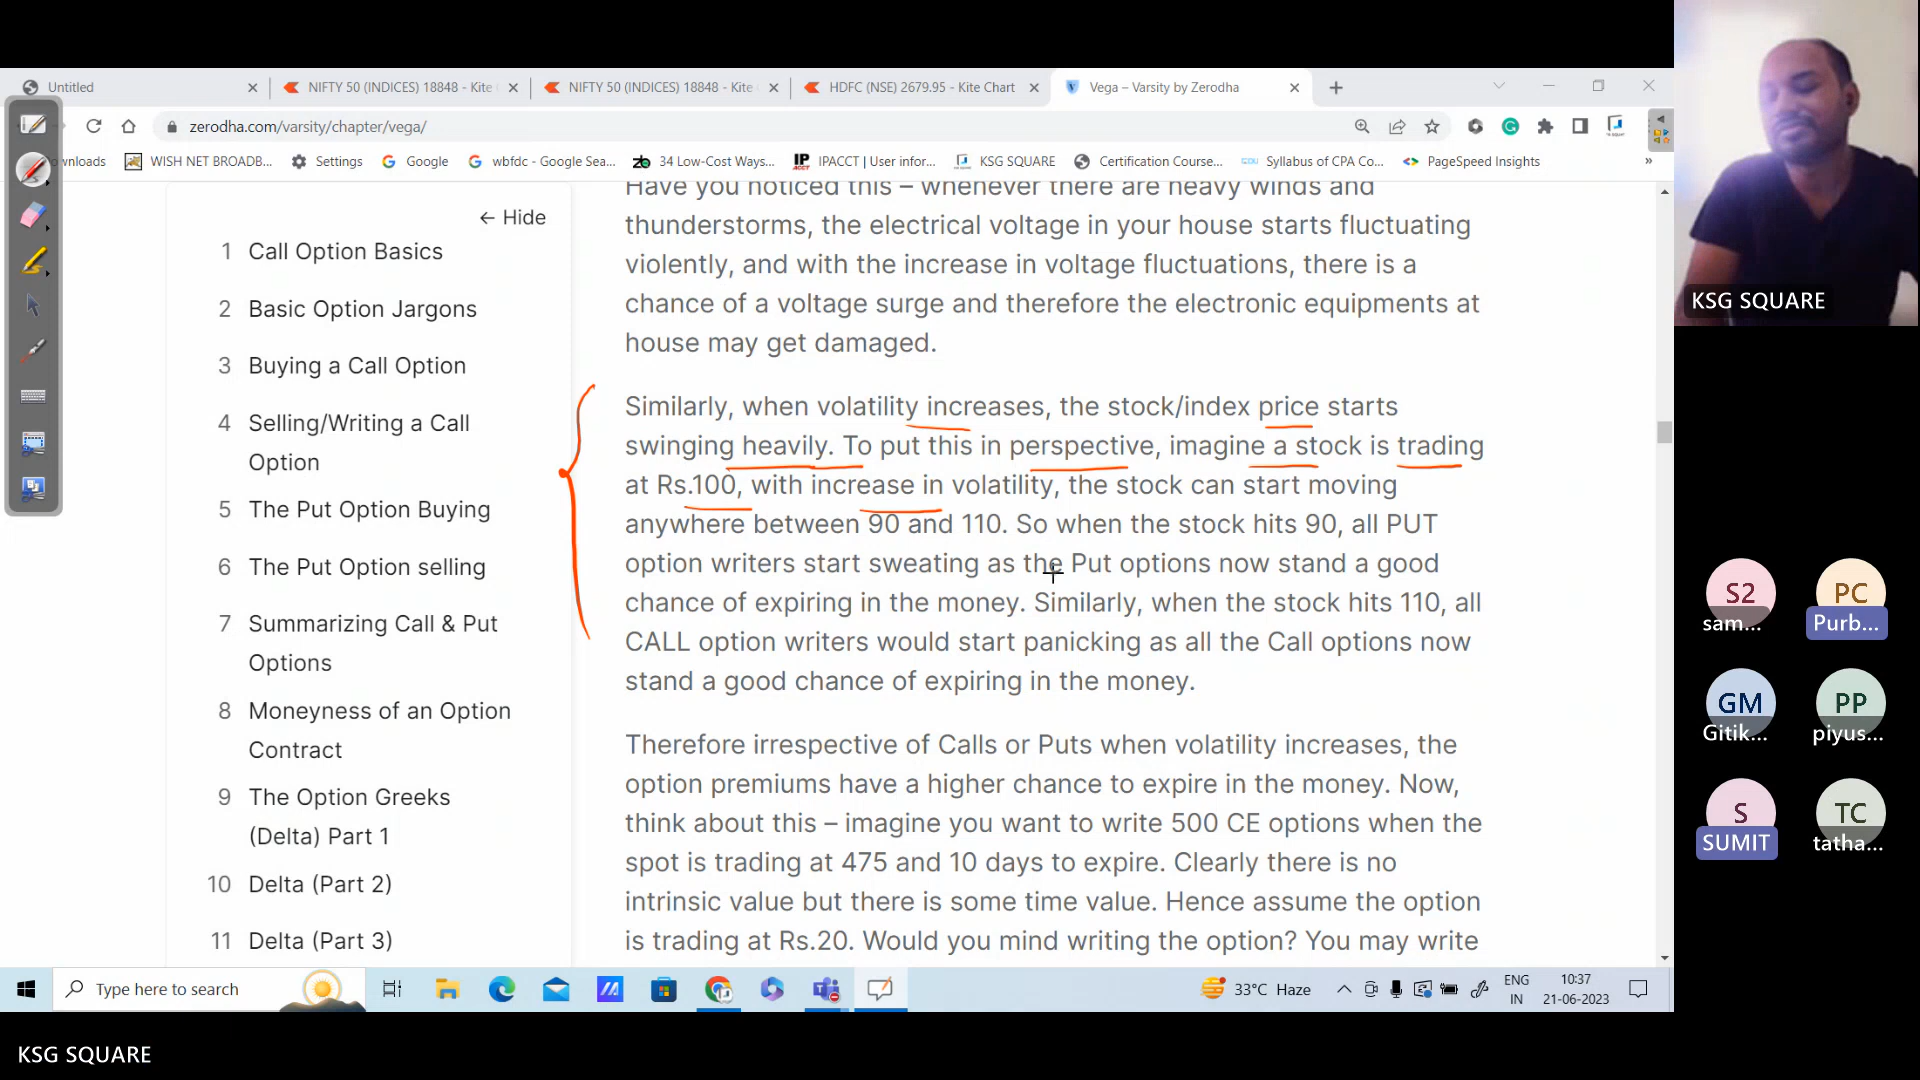 Untitled
NIFTY 50 (INDICES) 18848 - Kite
NIFTY 50 (INDICES) 18848 - Kite
HDFC (NSE) 2679.95 - Kite Chart
Vega – Varsity by Zerodha
zerodha.com/varsity/chapter/vega/
wnloads
WISH NET BROADB...
Settings
Google
wbfdc - Google Sea...
34 Low-Cost Ways...
IPACCT | User infor...
KSG SQUARE
Certification Course...
Syllabus of CPA Co...
PageSpeed Insights
»
← Hide
1 Call Option Basics
2 Basic Option Jargons
3 Buying a Call Option
4 Selling/Writing a Call
Option
5 The Put Option Buying
6 The Put Option selling
7 Summarizing Call & Put
Options
8 Moneyness of an Option
Contract
9 The Option Greeks
(Delta) Part 1
10 Delta (Part 2)
11 Delta (Part 3)
Have you noticed this – whenever there are heavy winds and
thunderstorms, the electrical voltage in your house starts fluctuating
violently, and with the increase in voltage fluctuations, there is a
chance of a voltage surge and therefore the electronic equipments at
house may get damaged.
Similarly, when volatility increases, the stock/index price starts
swinging heavily. To put this in perspective, imagine a stock is trading
at Rs.100, with increase in volatility, the stock can start moving
anywhere between 90 and 110. So when the stock hits 90, all PUT
option writers start sweating as the Put options now stand a good
chance of expiring in the money. Similarly, when the stock hits 110, all
CALL option writers would start panicking as all the Call options now
stand a good chance of expiring in the money.
Therefore irrespective of Calls or Puts when volatility increases, the
option premiums have a higher chance to expire in the money. Now,
think about this – imagine you want to write 500 CE options when the
spot is trading at 475 and 10 days to expire. Clearly there is no
intrinsic value but there is some time value. Hence assume the option
is trading at Rs.20. Would you mind writing the option? You may write
KSG SQUARE
S2
sam...
PC
Purb...
GM
Gitik...
PP
piyus...
S
SUMIT
TC
tatha...
Type here to search
33°C Haze
ENG
IN
10:37
21-06-2023
KSG SQUARE